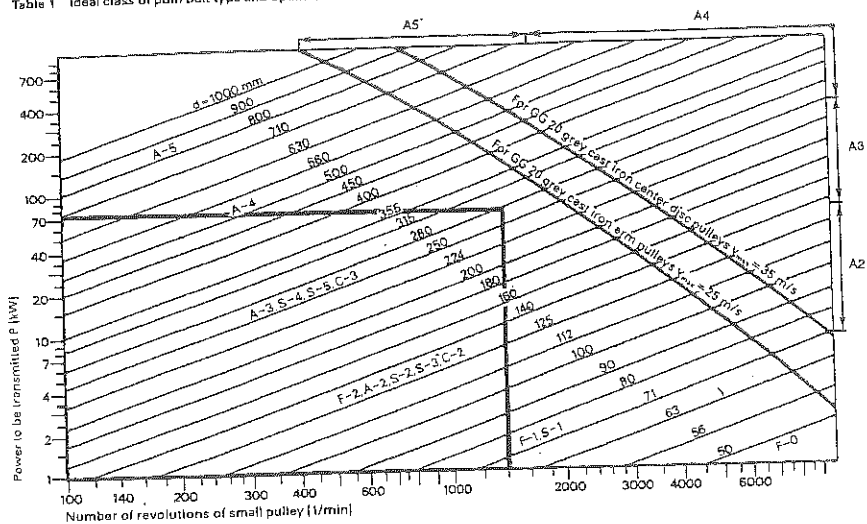 Table 1 Ideal class of
A5*
A4
700
400
200
100
70
40
20
10
7
4
2
1
Power to be transmitted P [kW]
d=1000 mm
900
800
710
630
560
500
450
400
355
315
280
250
224
200
180
160
140
125
112
100
90
80
71
63
56
50
A-5
A-4
A-3, S-4, S-5, C-3
F-2, A-2, S-2, S-3, C-2
F-1, S-1
F-0
For GG 20 grey cast iron center disc pulleys Vmax = 35 m/s
For GG 20 grey cast iron arm pulleys Vmax = 25 m/s
A3
A2
100 140 200 300 400 600 1000 2000 3000 4000 6000
Number of revolutions of small pulley [1/min]